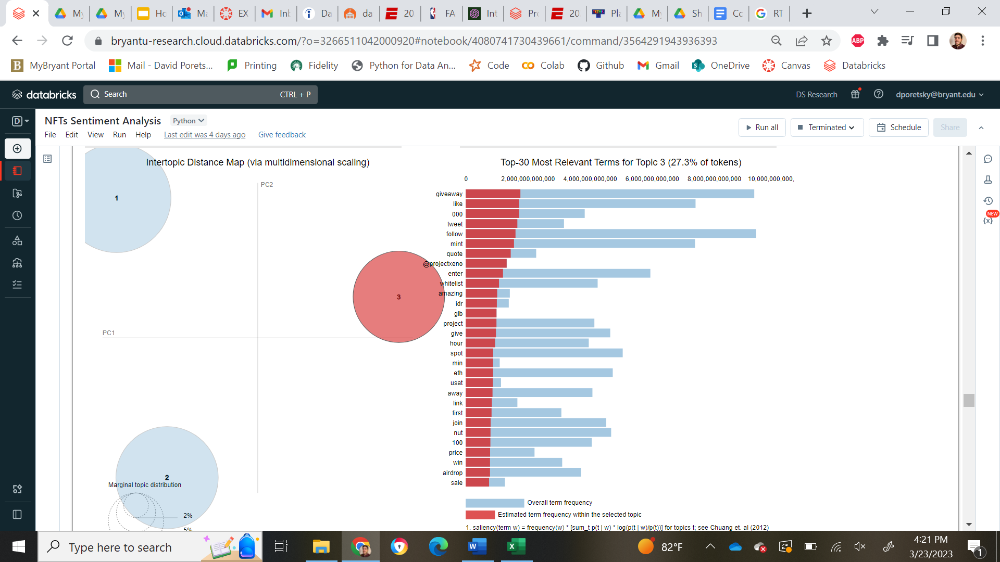 My
My
Ho
Ma
EX
Inb
Da
da
20
FA
Int
Pro
20
Pla
My
Sh
Co
RT
bryantu-research.cloud.databricks.com/?o=3266511042000920#notebook/4080741730439661/command/3564291943936393
ABP
MyBryant Portal
Mail - David Porets...
Printing
Fidelity
Python for Data An...
Code
Colab
Github
Gmail
OneDrive
Canvas
Databricks
databricks
Search
CTRL + P
DS Research
dporetsky@bryant.edu
D
NFTs Sentiment Analysis
Python
File
Edit
View
Run
Help
Last edit was 4 days ago
Give feedback
Run all
Terminated
Schedule
Share
NEW
{x}
Intertopic Distance Map (via multidimensional scaling)
PC2
PC1
1
3
2
Marginal topic distribution
2%
5%
Top-30 Most Relevant Terms for Topic 3 (27.3% of tokens)
0
2,000,000,000,000
4,000,000,000,000
6,000,000,000,000
8,000,000,000,000
10,000,000,000,
giveaway
like
000
tweet
follow
mint
quote
@projectxeno
enter
whitelist
amazing
idr
glb
project
give
hour
spot
min
eth
usat
away
link
first
join
nut
100
price
win
airdrop
sale
Overall term frequency
Estimated term frequency within the selected topic
1. saliency(term w) = frequency(w) * [sum_t p(t | w) * log(p(t | w)/p(t))] for topics t; see Chuang et. al (2012)
Type here to search
82°F
4:21 PM
3/23/2023
1